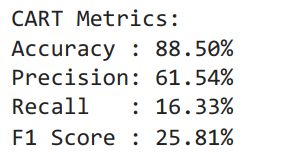 CART Metrics:
Accuracy : 88.50%
Precision: 61.54%
Recall   : 16.33%
F1 Score : 25.81%